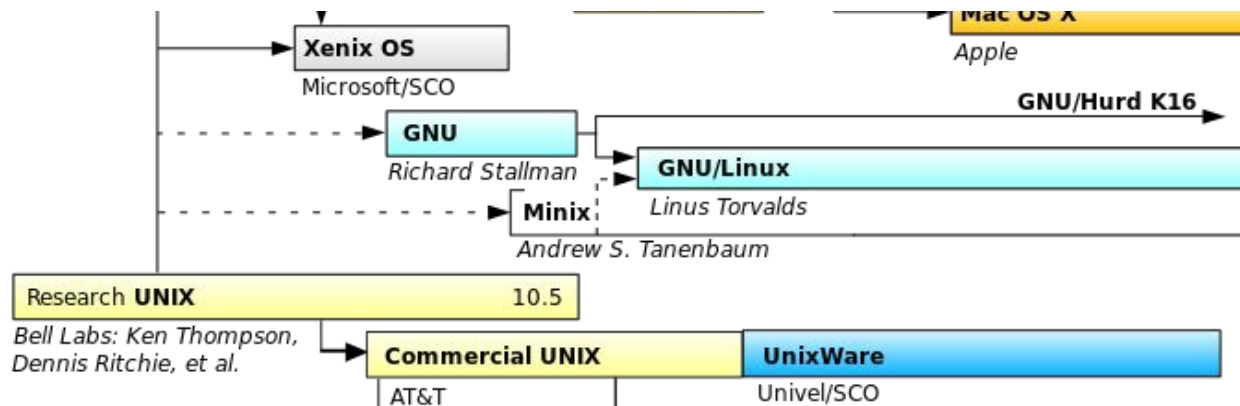 Mac OS X
Xenix OS
Apple
Microsoft/SCO
GNU/Hurd K16
GNU
Richard Stallman
GNU/Linux
Minix
Linus Torvalds
Andrew S. Tanenbaum
Research UNIX 10.5
Bell Labs: Ken Thompson,
Dennis Ritchie, et al.
Commercial UNIX
UnixWare
AT&T
Univel/SCO